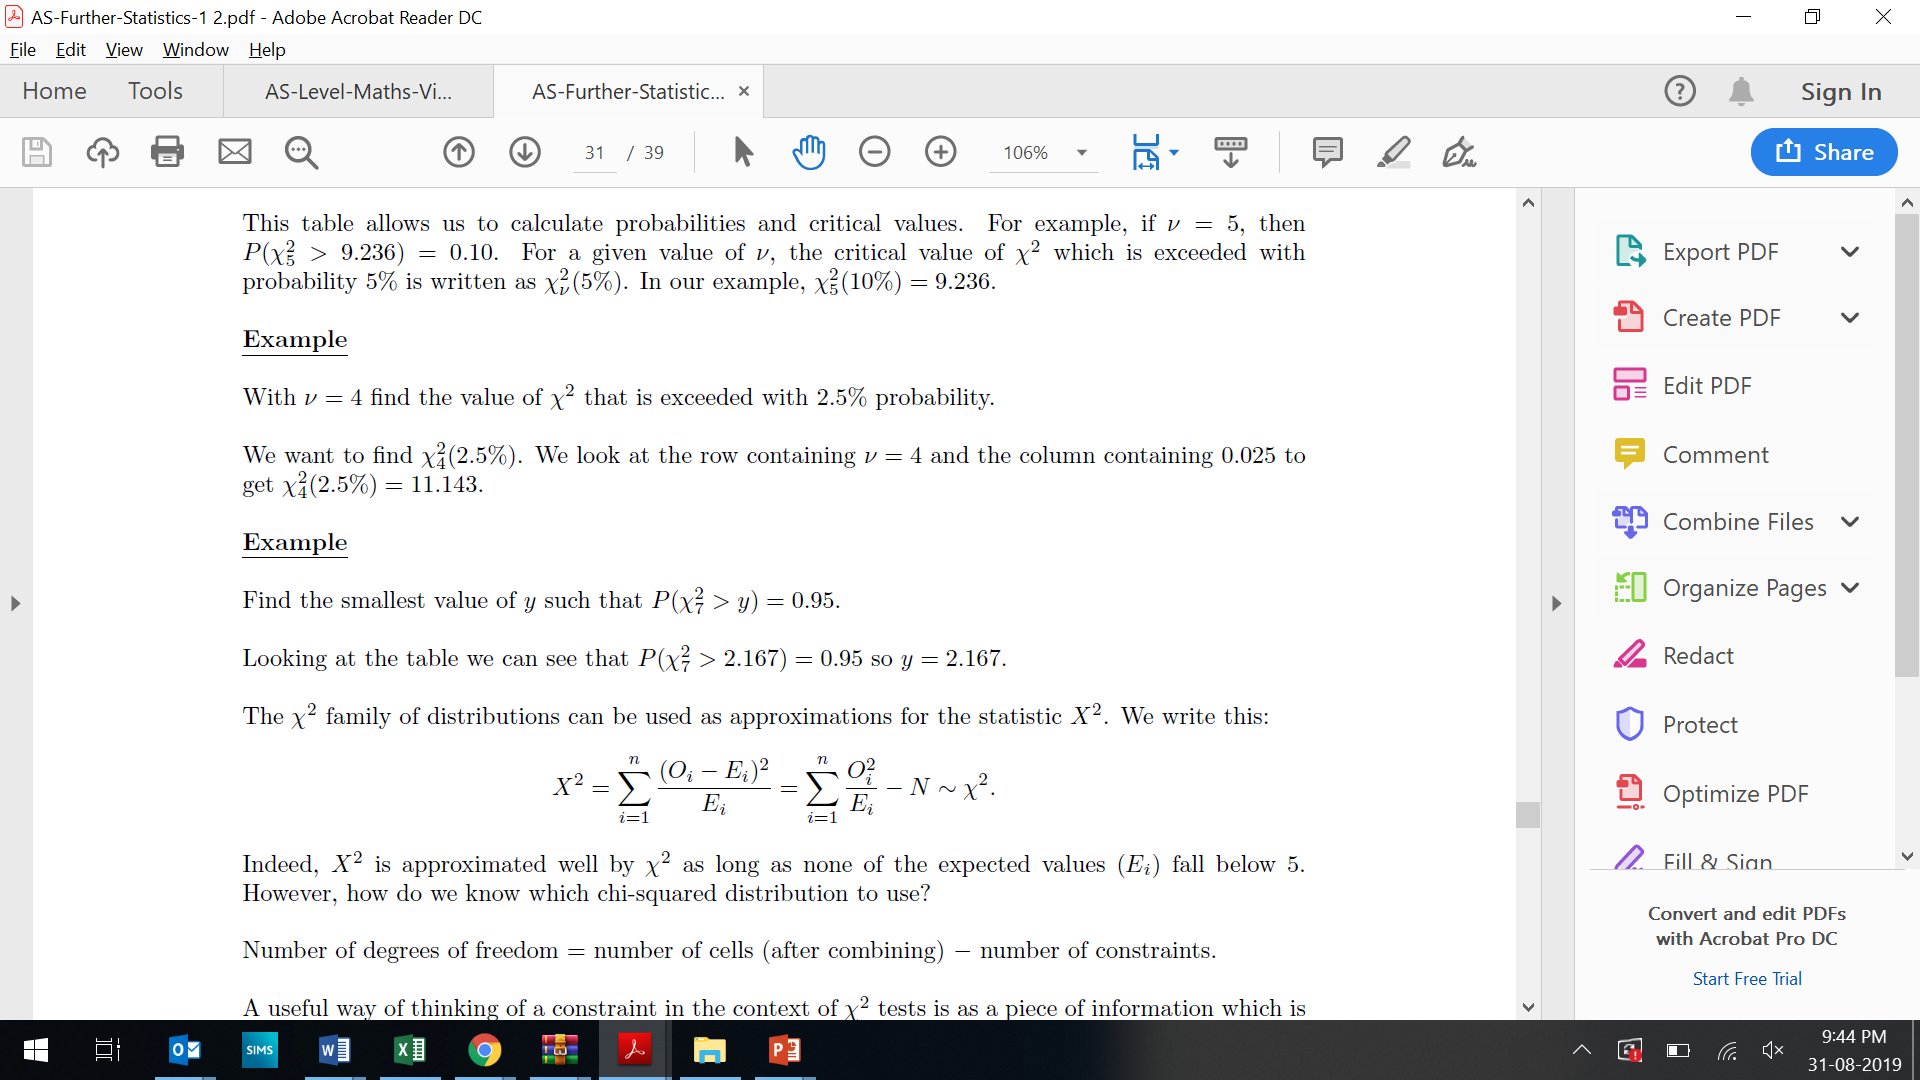 AS-Further-Statistics-1 2.pdf - Adobe Acrobat Reader DC
File Edit View Window Help
Home Tools AS-Level-Maths-Vi... AS-Further-Statistic... × Sign In
31 / 39 106% Share
This table allows us to calculate probabilities and critical values. For example, if ν = 5, then
P(χ²₅ > 9.236) = 0.10. For a given value of ν, the critical value of χ² which is exceeded with
probability 5% is written as χ²ᵥ(5%). In our example, χ²₅(10%) = 9.236.
Example
With ν = 4 find the value of χ² that is exceeded with 2.5% probability.
We want to find χ²₄(2.5%). We look at the row containing ν = 4 and the column containing 0.025 to
get χ²₄(2.5%) = 11.143.
Example
Find the smallest value of y such that P(χ²₇ > y) = 0.95.
Looking at the table we can see that P(χ²₇ > 2.167) = 0.95 so y = 2.167.
The χ² family of distributions can be used as approximations for the statistic X². We write this:
X² = ∑ⁿᵢ₌₁ (Oᵢ − Eᵢ)² / Eᵢ = ∑ⁿᵢ₌₁ Oᵢ² / Eᵢ − N ∼ χ².
Indeed, X² is approximated well by χ² as long as none of the expected values (Eᵢ) fall below 5.
However, how do we know which chi-squared distribution to use?
Number of degrees of freedom = number of cells (after combining) − number of constraints.
A useful way of thinking of a constraint in the context of χ² tests is as a piece of information which is
Export PDF
Create PDF
Edit PDF
Comment
Combine Files
Organize Pages
Redact
Protect
Optimize PDF
Fill & Sign
Convert and edit PDFs
with Acrobat Pro DC
Start Free Trial
SIMS
9:44 PM
31-08-2019